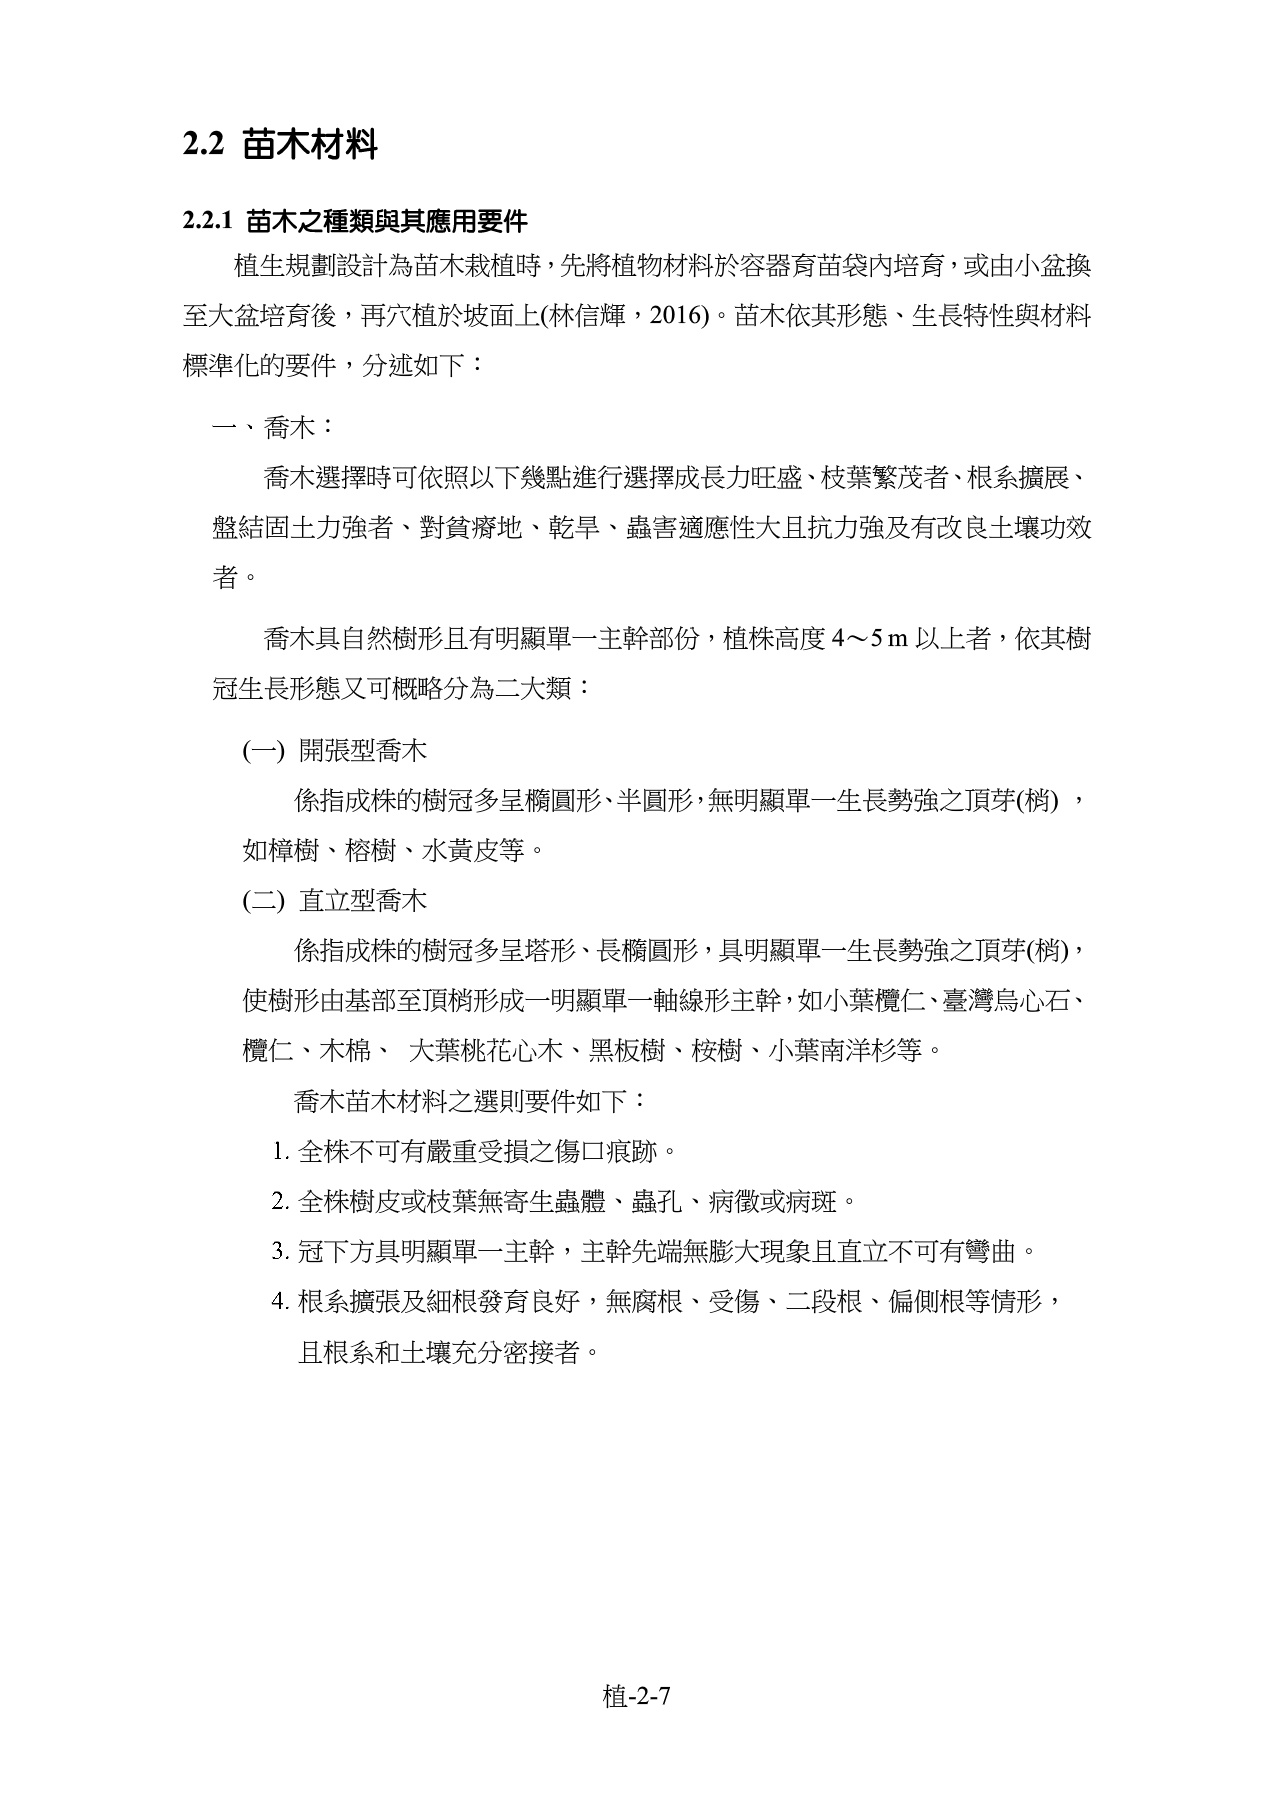 2.2 苗木材料
2.2.1 苗木之種類與其應用要件
植生規劃設計為苗木栽植時，先將植物材料於容器育苗袋內培育，或由小盆換
至大盆培育後，再穴植於坡面上(林信輝，2016)。苗木依其形態、生長特性與材料
標準化的要件，分述如下：
一、喬木：
喬木選擇時可依照以下幾點進行選擇成長力旺盛、枝葉繁茂者、根系擴展、
盤結固土力強者、對貧瘠地、乾旱、蟲害適應性大且抗力強及有改良土壤功效
者。
喬木具自然樹形且有明顯單一主幹部份，植株高度 4～5 m 以上者，依其樹
冠生長形態又可概略分為二大類：
(一) 開張型喬木
係指成株的樹冠多呈橢圓形、半圓形，無明顯單一生長勢強之頂芽(梢) ，
如樟樹、榕樹、水黃皮等。
(二) 直立型喬木
係指成株的樹冠多呈塔形、長橢圓形，具明顯單一生長勢強之頂芽(梢)，
使樹形由基部至頂梢形成一明顯單一軸線形主幹，如小葉欖仁、臺灣烏心石、
欖仁、木棉、 大葉桃花心木、黑板樹、桉樹、小葉南洋杉等。
喬木苗木材料之選則要件如下：
1. 全株不可有嚴重受損之傷口痕跡。
2. 全株樹皮或枝葉無寄生蟲體、蟲孔、病徵或病斑。
3. 冠下方具明顯單一主幹，主幹先端無膨大現象且直立不可有彎曲。
4. 根系擴張及細根發育良好，無腐根、受傷、二段根、偏側根等情形，
且根系和土壤充分密接者。
植-2-7